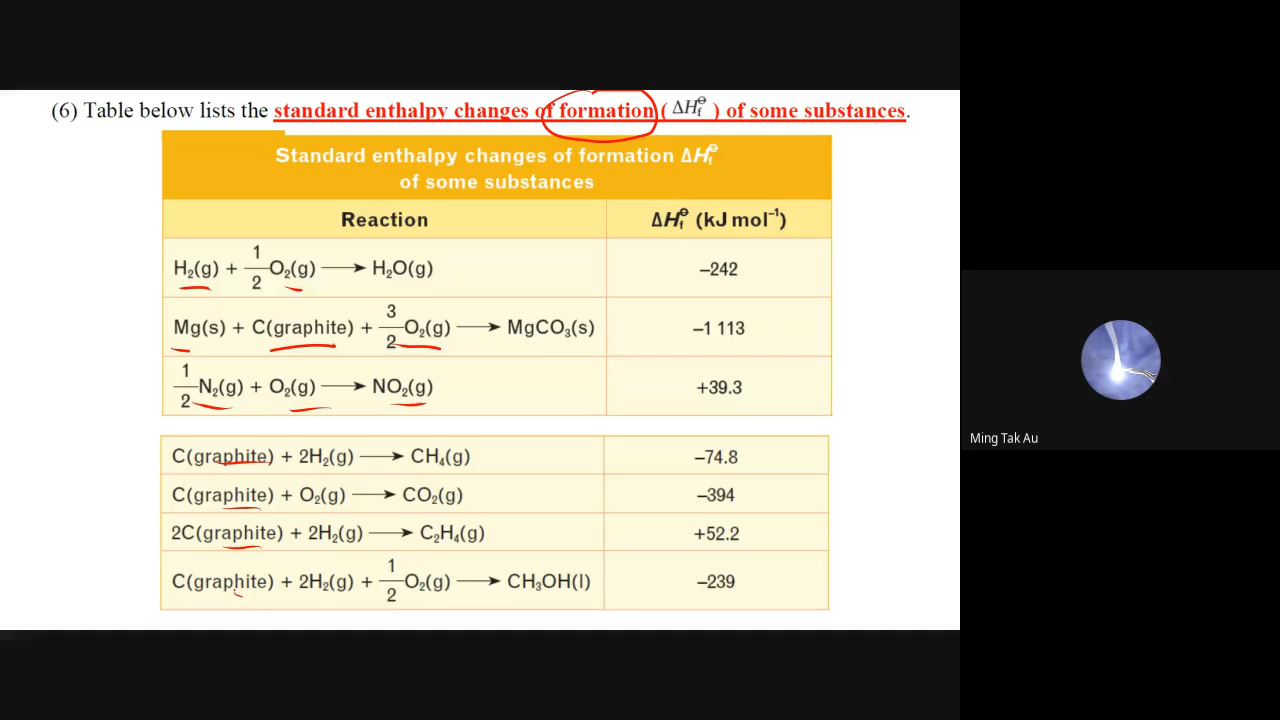 (6) Table below lists the standard enthalpy changes of formation ( ΔHf⦵ ) of some substances.
Standard enthalpy changes of formation ΔHf⦵
of some substances
Reaction ΔHf⦵ (kJ mol⁻¹)
H₂(g) + 1/2 O₂(g) ⟶ H₂O(g) –242
Mg(s) + C(graphite) + 3/2 O₂(g) ⟶ MgCO₃(s) –1 113
1/2 N₂(g) + O₂(g) ⟶ NO₂(g) +39.3
C(graphite) + 2H₂(g) ⟶ CH₄(g) –74.8
C(graphite) + O₂(g) ⟶ CO₂(g) –394
2C(graphite) + 2H₂(g) ⟶ C₂H₄(g) +52.2
C(graphite) + 2H₂(g) + 1/2 O₂(g) ⟶ CH₃OH(l) –239
Ming Tak Au